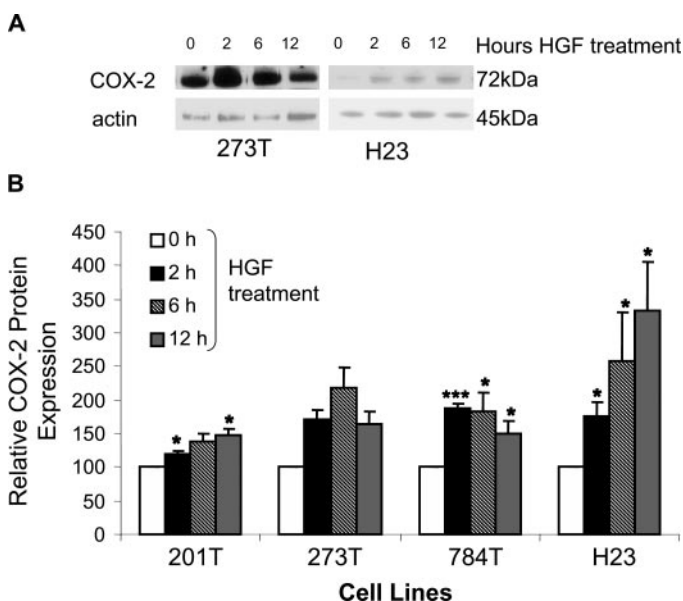 A
0 2 6 12 0 2 6 12 Hours HGF treatment
COX-2 72kDa
actin 45kDa
273T H23
B
Relative COX-2 Protein
Expression
450
400
350
300
250
200
150
100
50
0
0 h
2 h
6 h
12 h
HGF
treatment
* *
*** * *
* * *
201T 273T 784T H23
Cell Lines